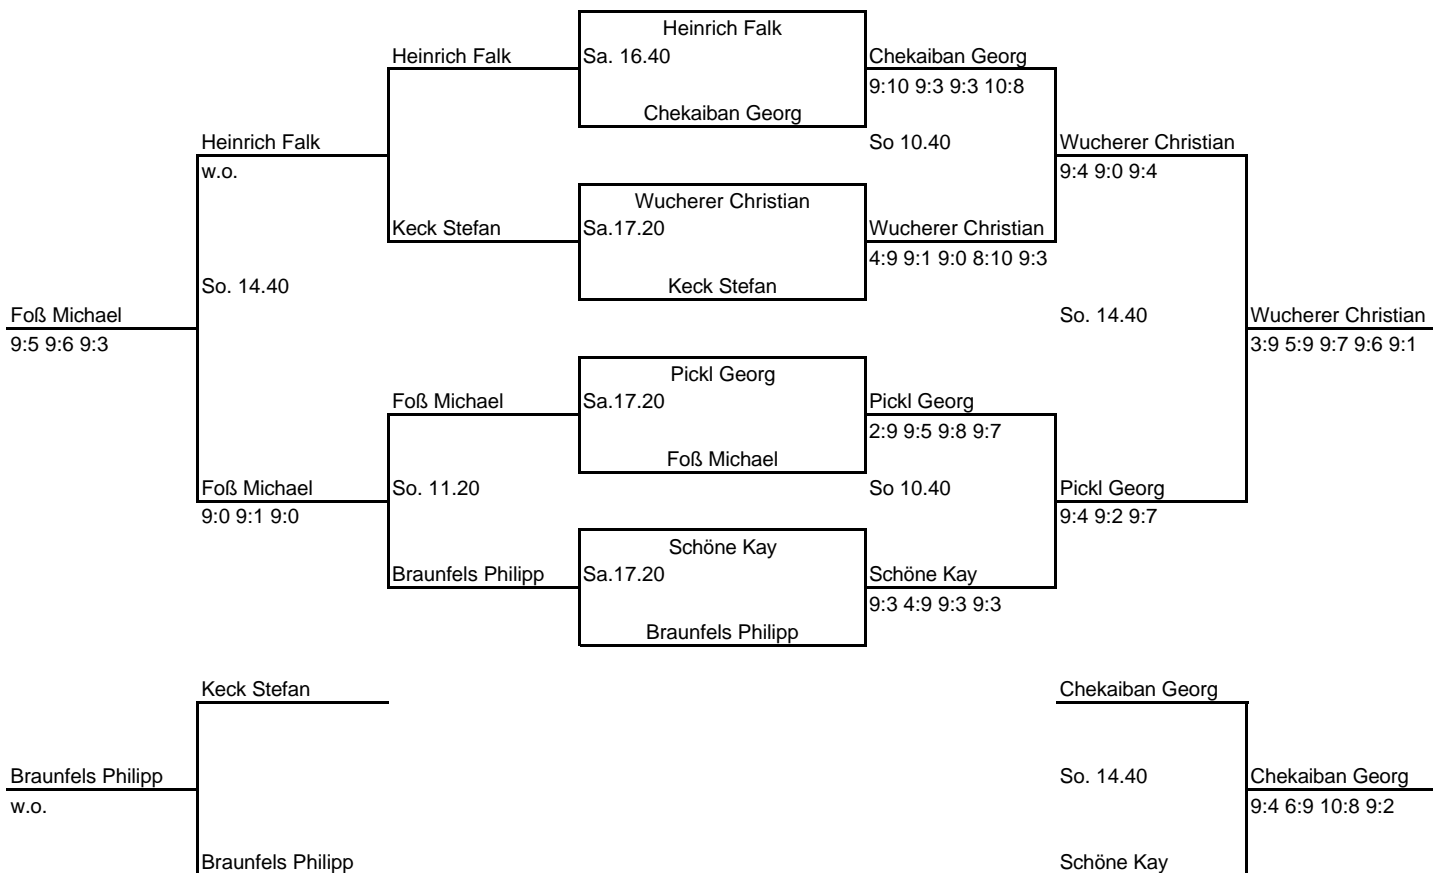 Heinrich Falk
Heinrich Falk
Sa. 16.40
Chekaiban Georg
9:10 9:3 9:3 10:8
Chekaiban Georg
Heinrich Falk
So 10.40
Wucherer Christian
w.o.
9:4 9:0 9:4
Wucherer Christian
Keck Stefan
Sa.17.20
Wucherer Christian
4:9 9:1 9:0 8:10 9:3
So. 14.40
Keck Stefan
Foß Michael
So. 14.40
Wucherer Christian
9:5 9:6 9:3
3:9 5:9 9:7 9:6 9:1
Pickl Georg
Foß Michael
Sa.17.20
Pickl Georg
2:9 9:5 9:8 9:7
Foß Michael
Foß Michael
So. 11.20
So 10.40
Pickl Georg
9:0 9:1 9:0
9:4 9:2 9:7
Schöne Kay
Braunfels Philipp
Sa.17.20
Schöne Kay
9:3 4:9 9:3 9:3
Braunfels Philipp
Keck Stefan
Chekaiban Georg
Braunfels Philipp
So. 14.40
Chekaiban Georg
w.o.
9:4 6:9 10:8 9:2
Braunfels Philipp
Schöne Kay